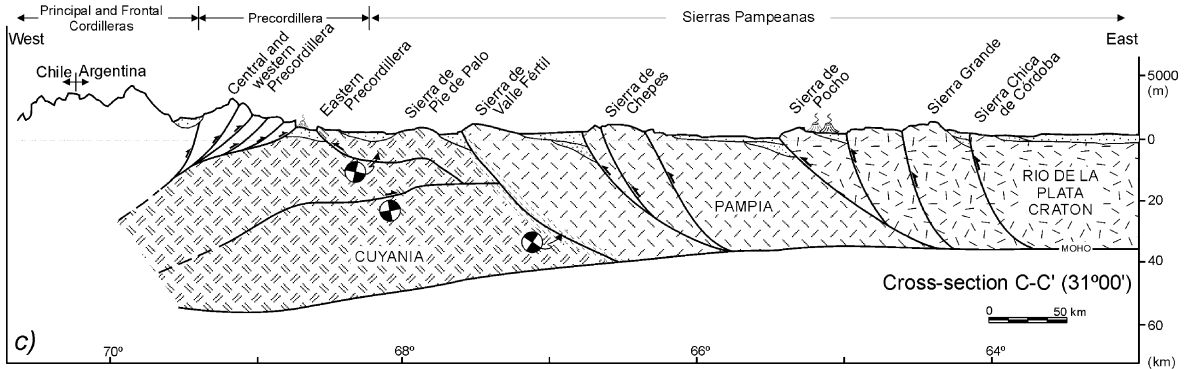 Principal and Frontal
Cordilleras
Precordillera
Sierras Pampeanas
West
East
Chile
Argentina
Central and
western
Precordillera
Eastern
Precordillera
Sierra de
Pie de Palo
Sierra de
Valle Fértil
Sierra de
Chepes
Sierra de
Pocho
Sierra Grande
Sierra Chica
de Córdoba
5000
(m)
0
20
40
60
(km)
RIO DE LA
PLATA
CRATON
PAMPIA
CUYANIA
MOHO
Cross-section C-C' (31º00')
0 50 km
c)
70º
68º
66º
64º